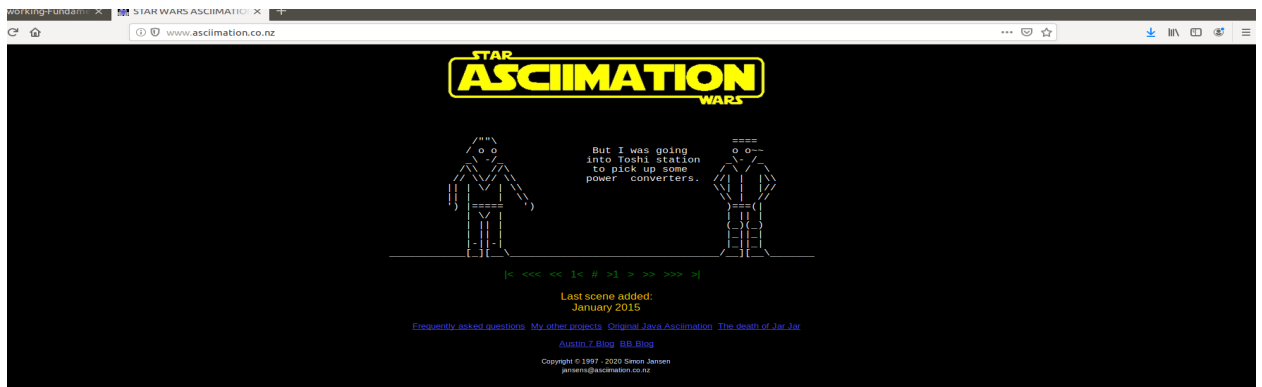 working-Fundame × STAR WARS ASCIIMATIO × +
www.asciimation.co.nz
STAR
ASCIIMATION
WARS
But I was going
into Toshi station
to pick up some
power converters.
|< <<< << 1< # >1 > >> >>> >|
Last scene added:
January 2015
Frequently asked questions My other projects Original Java Asciimation The death of Jar Jar
Austin 7 Blog BB Blog
Copyright © 1997 - 2020 Simon Jansen
jansens@asciimation.co.nz